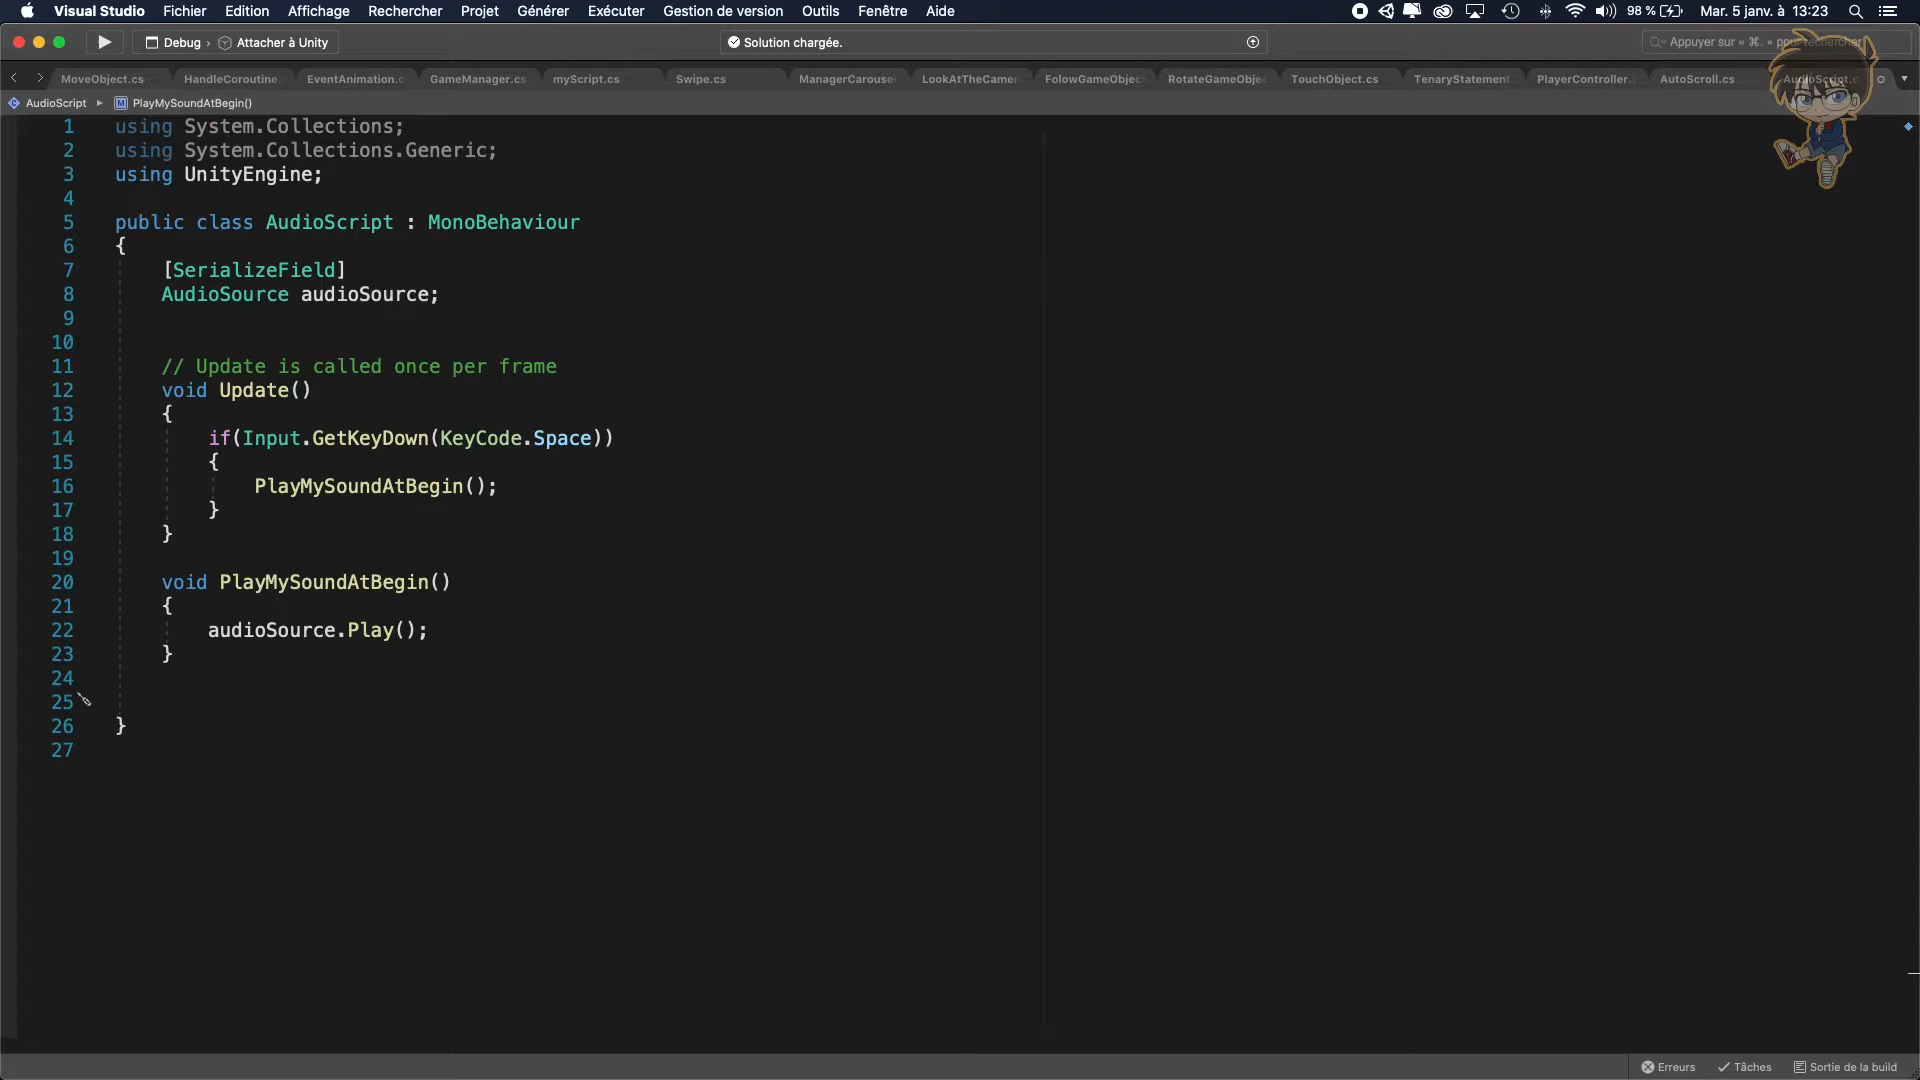 Visual Studio Fichier Edition Affichage Rechercher Projet Générer Exécuter Gestion de version Outils Fenêtre Aide 98 % Mar. 5 janv. à 13:23
Debug › Attacher à Unity Solution chargée. Appuyer sur « ⌘. » pour rechercher
MoveObject.cs HandleCoroutine. EventAnimation.c GameManager.cs myScript.cs Swipe.cs ManagerCarouse LookAtTheCamer FolowGameObjec RotateGameObje TouchObject.cs TenaryStatement PlayerController. AutoScroll.cs AudioScript.c
AudioScript PlayMySoundAtBegin()
1 using System.Collections;
2 using System.Collections.Generic;
3 using UnityEngine;
4
5 public class AudioScript : MonoBehaviour
6 {
7 [SerializeField]
8 AudioSource audioSource;
9
10
11 // Update is called once per frame
12 void Update()
13 {
14 if(Input.GetKeyDown(KeyCode.Space))
15 {
16 PlayMySoundAtBegin();
17 }
18 }
19
20 void PlayMySoundAtBegin()
21 {
22 audioSource.Play();
23 }
24
25
26 }
27
Erreurs Tâches Sortie de la build